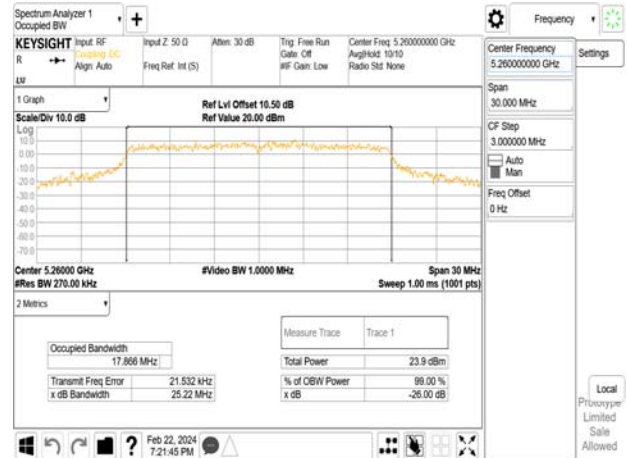 Spectrum Analyzer 1
Occupied BW
Frequency
KEYSIGHT
Input: RF
Coupling: DC
Align: Auto
Input Z: 50 Ω
Freq Ref: Int (S)
Atten: 30 dB
Trig: Free Run
Gate: Off
#IF Gain: Low
Center Freq: 5.260000000 GHz
Avg|Hold: 10/10
Radio Std: None
R
LXI
1 Graph
Scale/Div 10.0 dB
Ref Lvl Offset 10.50 dB
Ref Value 20.00 dBm
Log
10.0
0.00
-10.0
-20.0
-30.0
-40.0
-50.0
-60.0
-70.0
Center 5.26000 GHz
#Video BW 1.0000 MHz
Span 30 MHz
#Res BW 270.00 kHz
Sweep 1.00 ms (1001 pts)
2 Metrics
Measure Trace
Trace 1
Occupied Bandwidth
17.866 MHz
Total Power
23.9 dBm
Transmit Freq Error
21.532 kHz
% of OBW Power
99.00 %
x dB Bandwidth
25.22 MHz
x dB
-26.00 dB
Feb 22, 2024
7:21:45 PM
Center Frequency
5.260000000 GHz
Settings
Span
30.000 MHz
CF Step
3.000000 MHz
Auto
Man
Freq Offset
0 Hz
Local
Prototype
Limited
Sale
Allowed